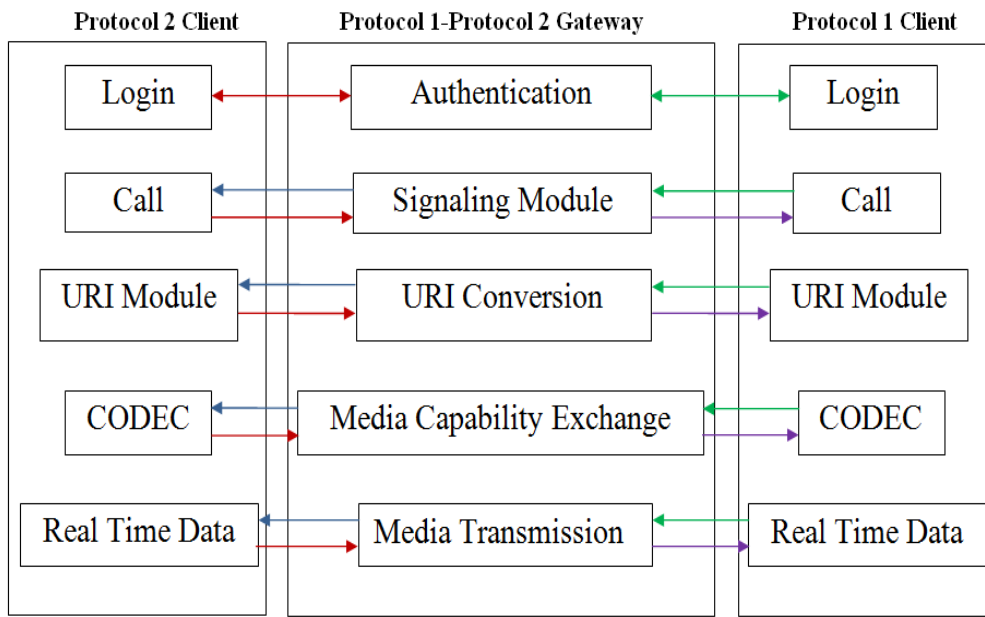 Protocol 2 Client
Protocol 1-Protocol 2 Gateway
Protocol 1 Client
Login
Authentication
Login
Call
Signaling Module
Call
URI Module
URI Conversion
URI Module
CODEC
Media Capability Exchange
CODEC
Real Time Data
Media Transmission
Real Time Data